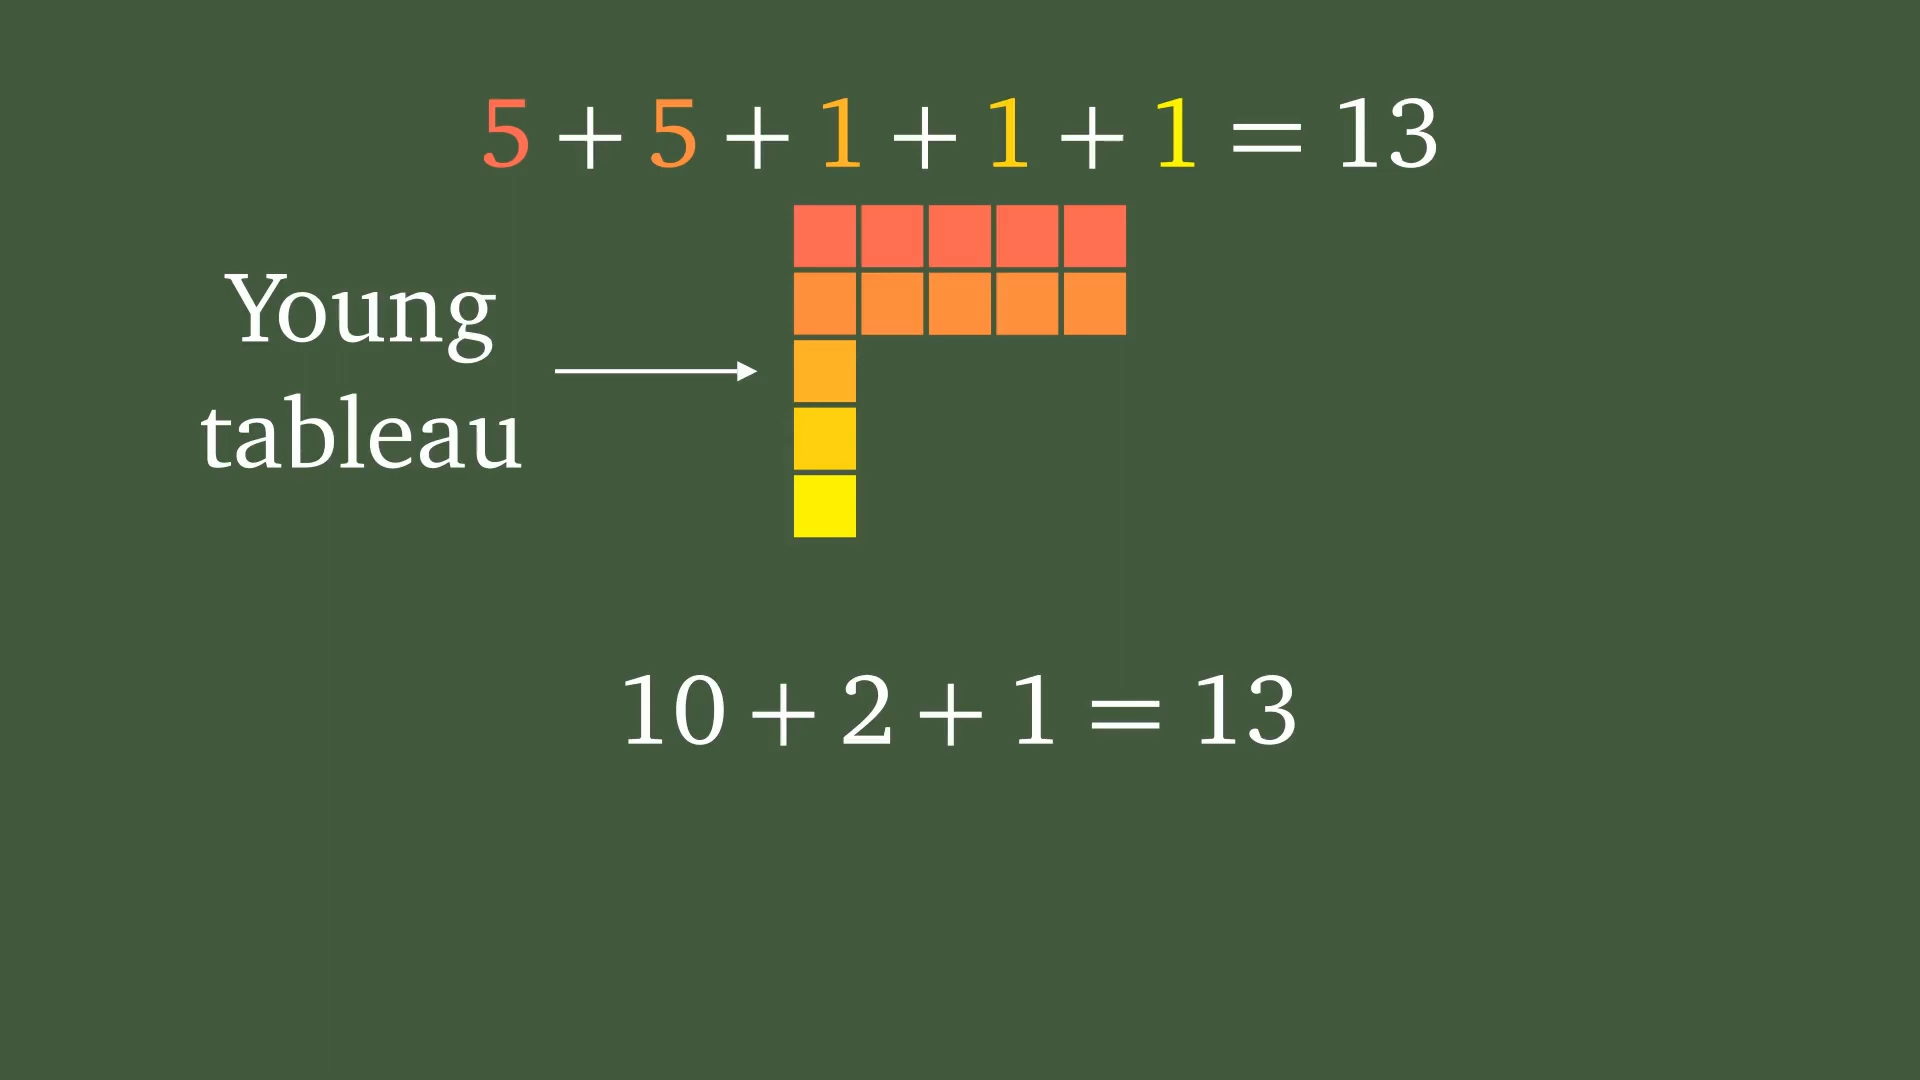 5 + 5 + 1 + 1 + 1 = 13
Young
tableau
10 + 2 + 1 = 13